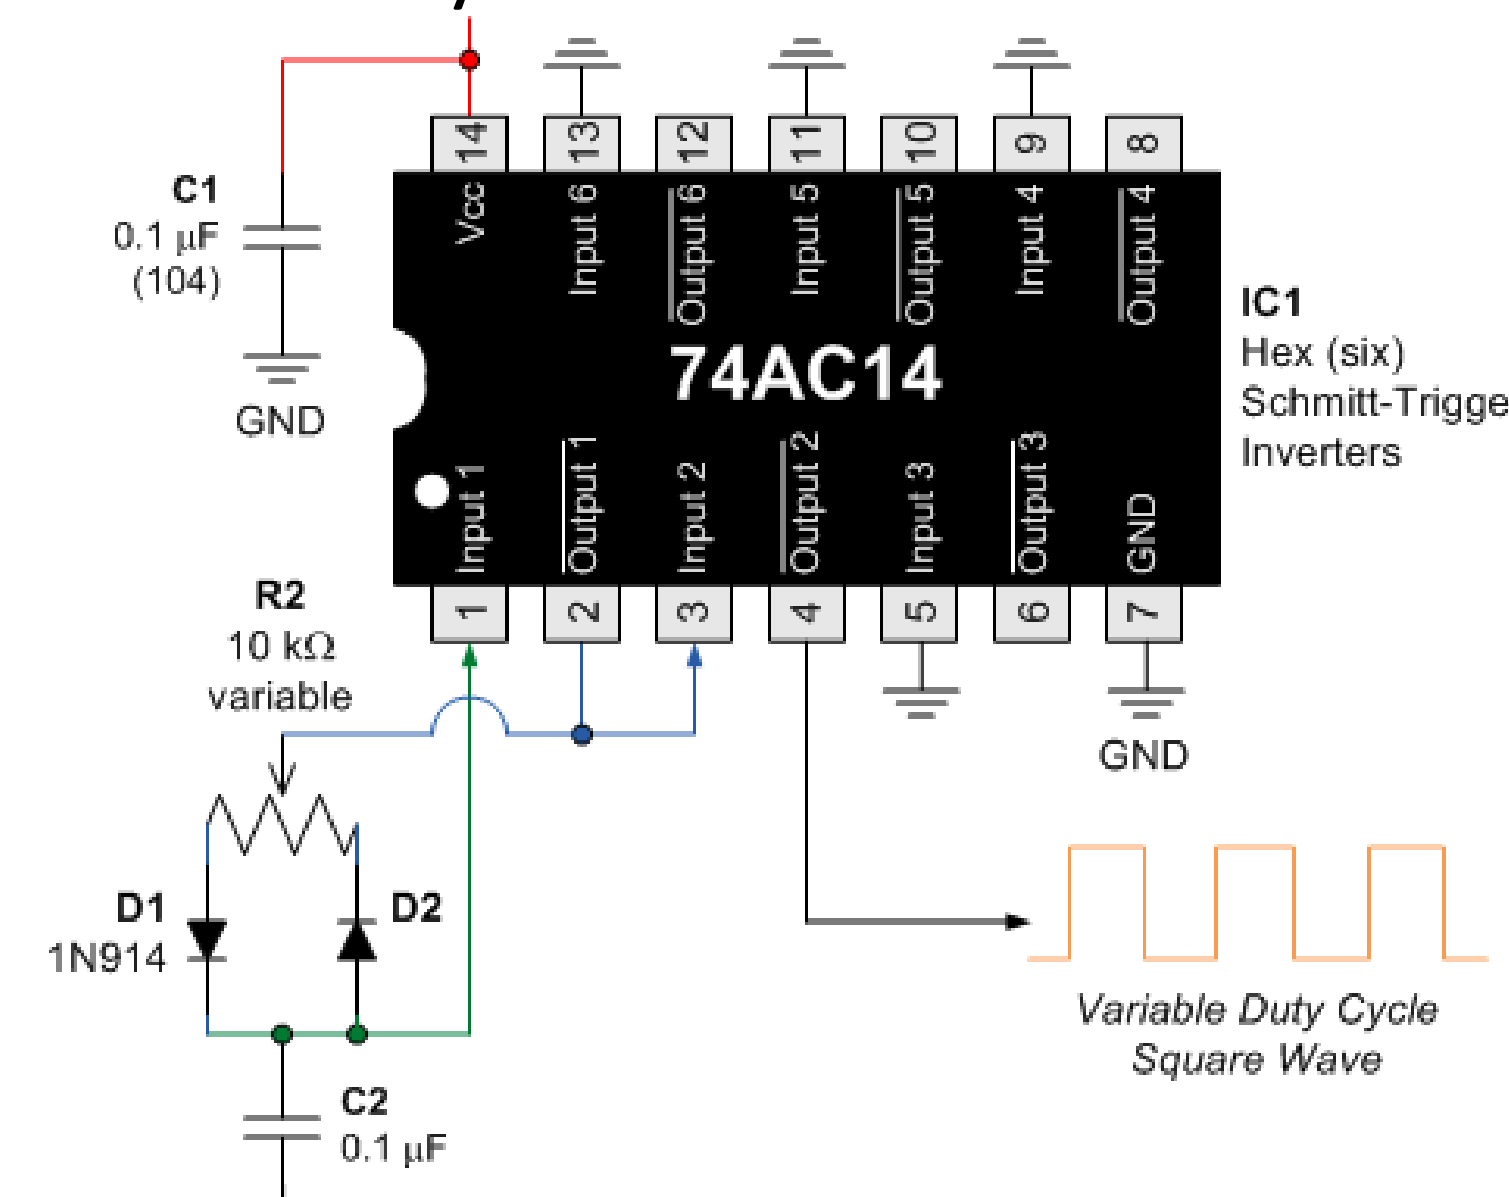 14
13
12
11
10
9
8
Vcc
Input 6
Output 6
Input 5
Output 5
Input 4
Output 4
C1
0.1 µF
(104)
GND
74AC14
IC1
Hex (six)
Schmitt-Trigge
Inverters
Input 1
Output 1
Input 2
Output 2
Input 3
Output 3
GND
1
2
3
4
5
6
7
R2
10 kΩ
variable
GND
D1
1N914
D2
Variable Duty Cycle
Square Wave
C2
0.1 µF